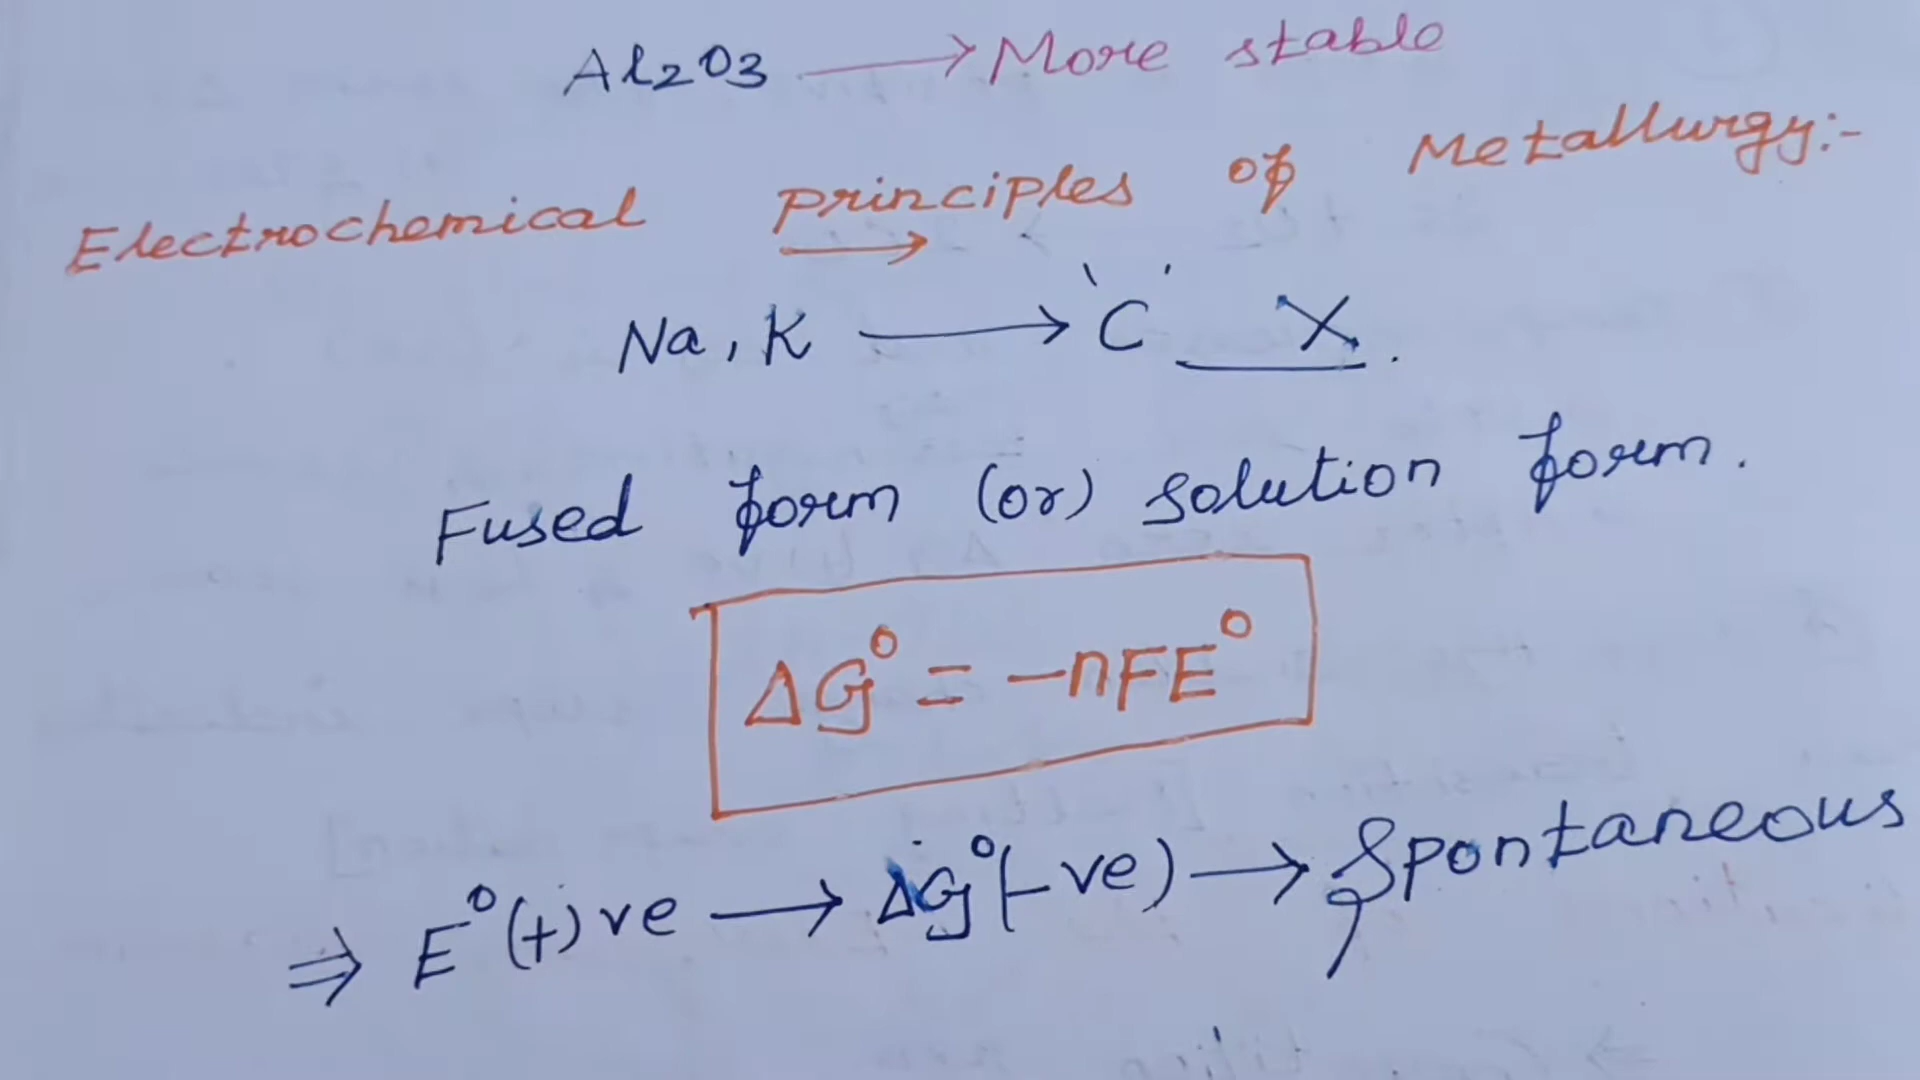 Al2O3 → More stable
Electrochemical principles of Metallurgy:-
Na, K → 'C' X.
Fused form (or) solution form.
ΔG° = -nFE°
⇒ E°(+)ve → ΔG°(-ve) → Spontaneous